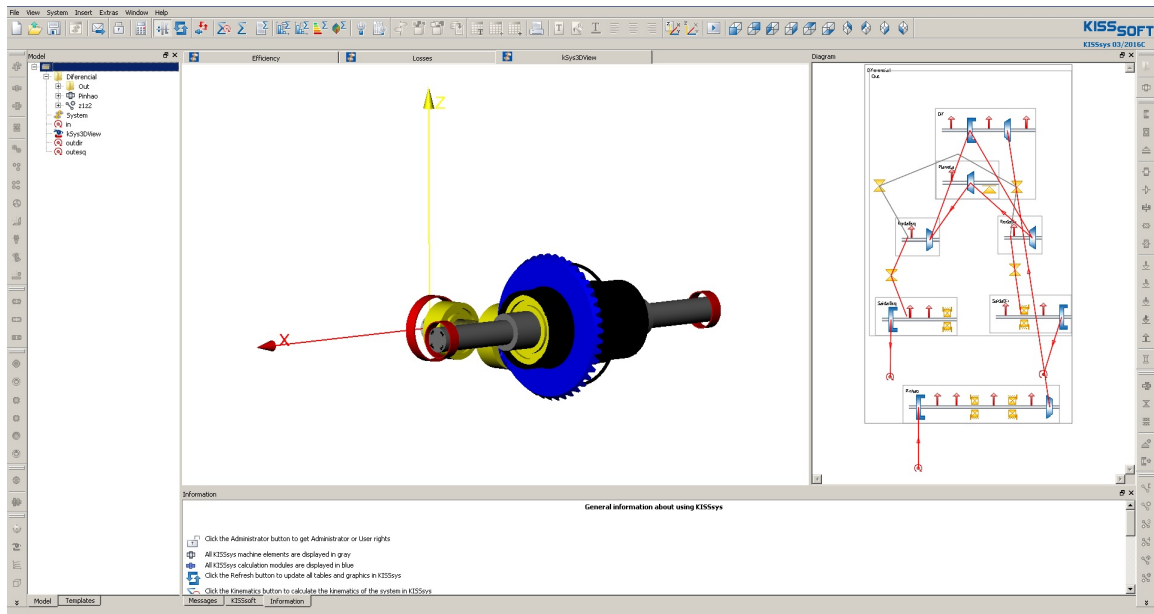 File View System Insert Extras Window Help
KISSSOFT
KISSsys 03/2016C
Model
Diferencial
Out
Pinhao
z1z2
System
in
kSys3DView
outdir
outesq
Model Templates
Efficiency Losses kSys3DView
Z
X
Diagram
Diferencial
Out
Planeta
Pinhao
Information
General information about using KISSsys
Click the Administrator button to get Administrator or User rights
All KISSsys machine elements are displayed in gray
All KISSsys calculation modules are displayed in blue
Click the Refresh button to update all tables and graphics in KISSsys
Click the Kinematics button to calculate the kinematics of the system in KISSsys
Messages KISSsoft Information